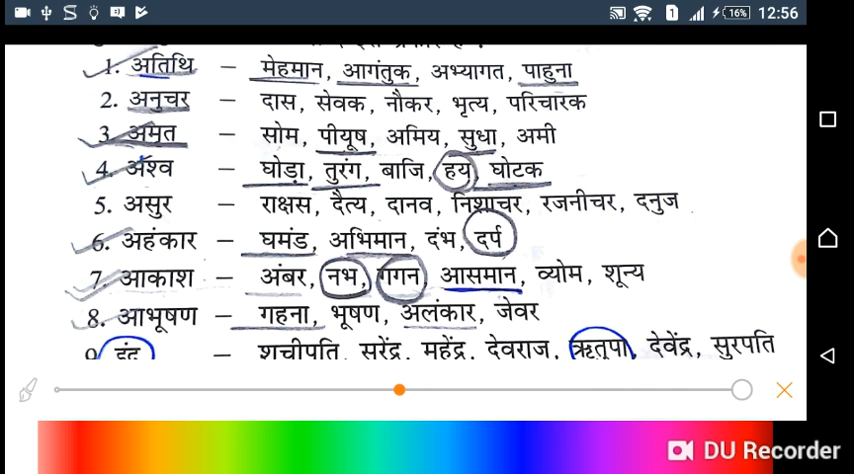 16% 12:56
1. अतिथि – मेहमान, आगंतुक, अभ्यागत, पाहुना
2. अनुचर – दास, सेवक, नौकर, भृत्य, परिचारक
3. अमृत – सोम, पीयूष, अमिय, सुधा, अमी
4. अश्व – घोड़ा, तुरंग, बाजि, हय घोटक
5. असुर – राक्षस, दैत्य, दानव, निशाचर, रजनीचर, दनुज
6. अहंकार – घमंड, अभिमान, दंभ, दर्प
7. आकाश – अंबर, नभ, गगन, आसमान, व्योम, शून्य
8. आभूषण – गहना, भूषण, अलंकार, जेवर
9 इंद्र – शचीपति, सुरेंद्र, महेंद्र, देवराज, ऋतुपा, देवेंद्र, सुरपति
DU Recorder